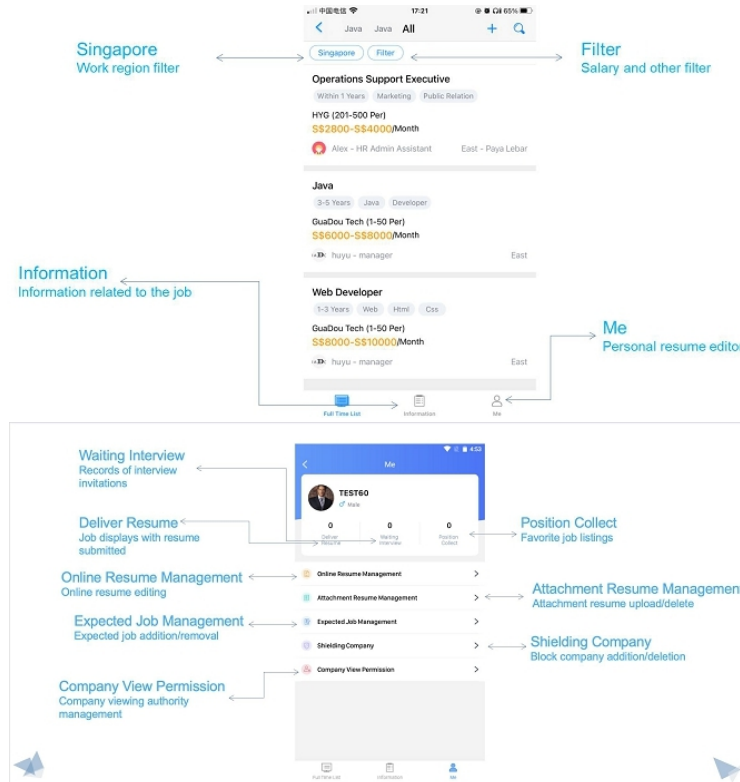 中国电信 17:21 65%
Java Java All
Singapore Filter
Singapore
Work region filter
Filter
Salary and other filter
Operations Support Executive
Within 1 Years Marketing Public Relation
HYG (201-500 Per)
S$2800-S$4000/Month
Alex - HR Admin Assistant East - Paya Lebar
Java
3-5 Years Java Developer
GuaDou Tech (1-50 Per)
S$6000-S$8000/Month
huyu - manager East
Information
Information related to the job
Web Developer
1-3 Years Web Html Css
GuaDou Tech (1-50 Per)
S$8000-S$10000/Month
huyu - manager East
Me
Personal resume editor
Full Time List Information Me
4:53
Me
Waiting Interview
Records of interview
invitations
TEST60
Male
Deliver Resume
Job displays with resume
submitted
0 0 0
Deliver Resume
Waiting Interview
Position Collect
Position Collect
Favorite job listings
Online Resume Management
Online resume editing
Online Resume Management
Attachment Resume Management
Attachment Resume Management
Attachment resume upload/delete
Expected Job Management
Expected job addition/removal
Expected Job Management
Shielding Company
Shielding Company
Block company addition/deletion
Company View Permission
Company View Permission
Company viewing authority
management
Full Time List Information Me